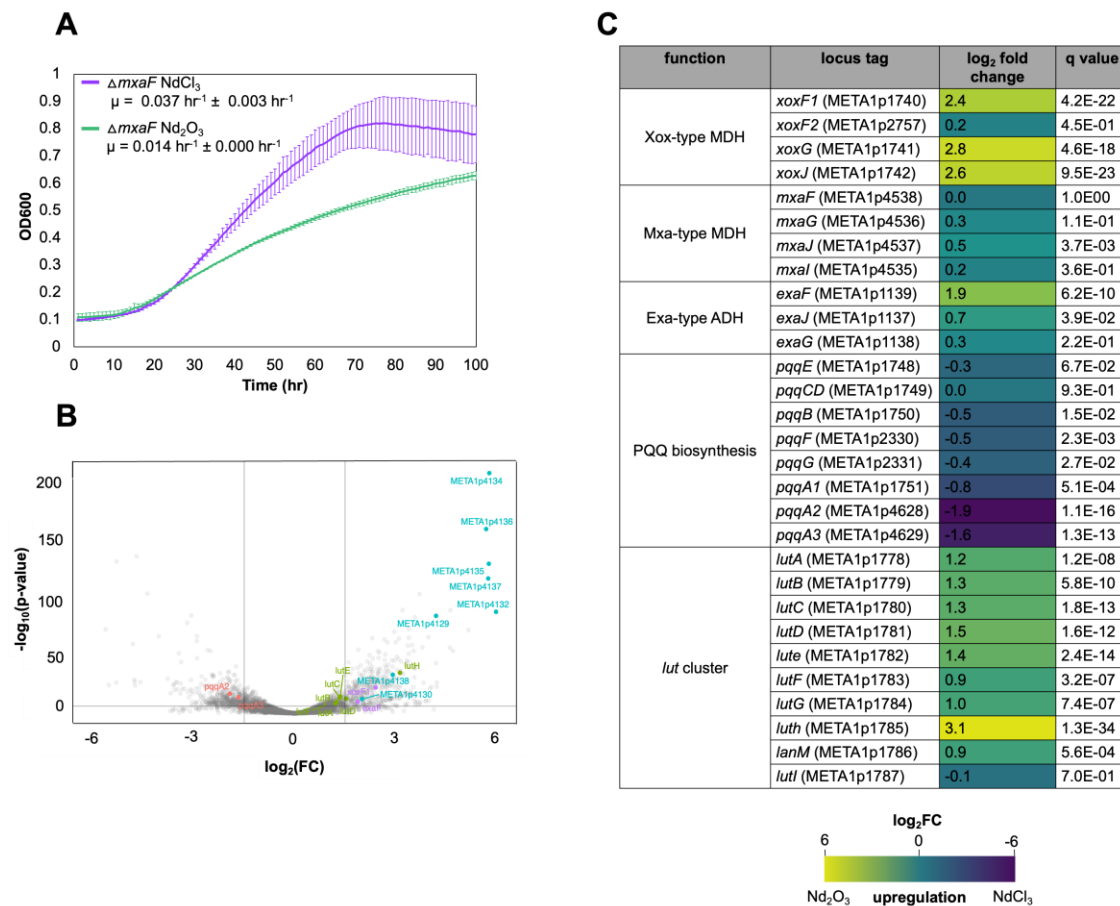 A
1
0.9
0.8
0.7
0.6
0.5
0.4
0.3
0.2
0.1
OD600
△mxaF NdCl₃
μ = 0.037 hr⁻¹ ± 0.003 hr⁻¹
△mxaF Nd₂O₃
μ = 0.014 hr⁻¹ ± 0.000 hr⁻¹
0 10 20 30 40 50 60 70 80 90 100
Time (hr)
B
200
150
100
50
0
-log₁₀(p-value)
META1p4134
META1p4136
META1p4135
META1p4137
META1p4132
META1p4129
lutE
lutH
lutC
META1p4138
META1p4130
pqqA2
-6 -3 0 3 6
log₂(FC)
C
function locus tag log₂ fold change q value
Xox-type MDH
xoxF1 (META1p1740) 2.4 4.2E-22
xoxF2 (META1p2757) 0.2 4.5E-01
xoxG (META1p1741) 2.8 4.6E-18
xoxJ (META1p1742) 2.6 9.5E-23
Mxa-type MDH
mxaF (META1p4538) 0.0 1.0E00
mxaG (META1p4536) 0.3 1.1E-01
mxaJ (META1p4537) 0.5 3.7E-03
mxaI (META1p4535) 0.2 3.6E-01
Exa-type ADH
exaF (META1p1139) 1.9 6.2E-10
exaJ (META1p1137) 0.7 3.9E-02
exaG (META1p1138) 0.3 2.2E-01
PQQ biosynthesis
pqqE (META1p1748) -0.3 6.7E-02
pqqCD (META1p1749) 0.0 9.3E-01
pqqB (META1p1750) -0.5 1.5E-02
pqqF (META1p2330) -0.5 2.3E-03
pqqG (META1p2331) -0.4 2.7E-02
pqqA1 (META1p1751) -0.8 5.1E-04
pqqA2 (META1p4628) -1.9 1.1E-16
pqqA3 (META1p4629) -1.6 1.3E-13
lut cluster
lutA (META1p1778) 1.2 1.2E-08
lutB (META1p1779) 1.3 5.8E-10
lutC (META1p1780) 1.3 1.8E-13
lutD (META1p1781) 1.5 1.6E-12
lute (META1p1782) 1.4 2.4E-14
lutF (META1p1783) 0.9 3.2E-07
lutG (META1p1784) 1.0 7.4E-07
luth (META1p1785) 3.1 1.3E-34
lanM (META1p1786) 0.9 5.6E-04
lutI (META1p1787) -0.1 7.0E-01
log₂FC
6 0 -6
Nd₂O₃ upregulation NdCl₃